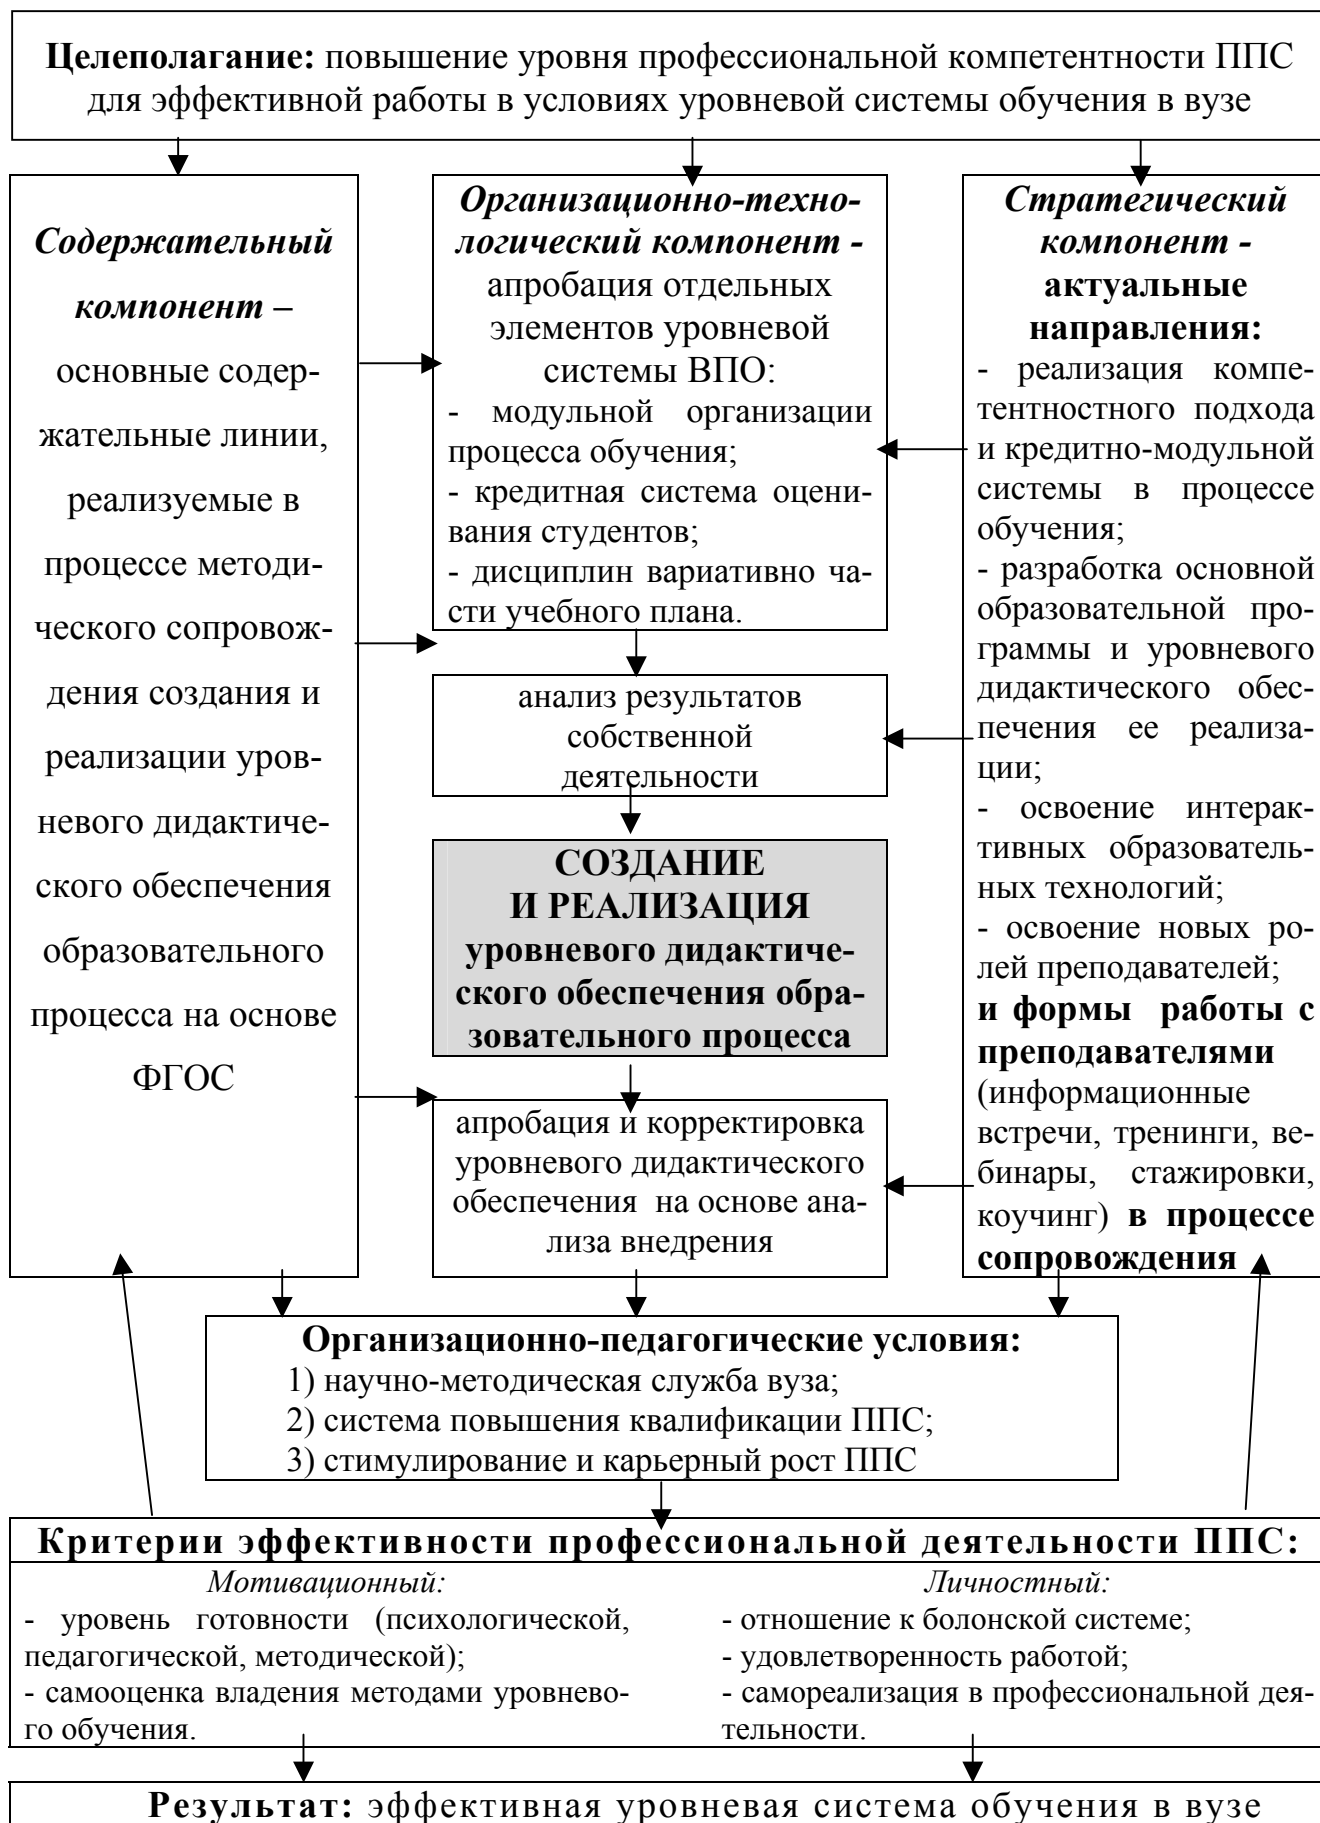 Целеполагание: повышение уровня профессиональной компетентности ППС
для эффективной работы в условиях уровневой системы обучения в вузе
Содержательный
компонент –
основные содер-
жательные линии,
реализуемые в
процессе методи-
ческого сопровож-
дения создания и
реализации уров-
невого дидактиче-
ского обеспечения
образовательного
процесса на основе
ФГОС
Организационно-техно-
логический компонент -
апробация отдельных
элементов уровневой
системы ВПО:
- модульной организации
процесса обучения;
- кредитная система оцени-
вания студентов;
- дисциплин вариативно ча-
сти учебного плана.
анализ результатов
собственной
деятельности
СОЗДАНИЕ
И РЕАЛИЗАЦИЯ
уровневого дидактиче-
ского обеспечения обра-
зовательного процесса
апробация и корректировка
уровневого дидактического
обеспечения на основе ана-
лиза внедрения
Стратегический
компонент -
актуальные
направления:
- реализация компе-
тентностного подхода
и кредитно-модульной
системы в процессе
обучения;
- разработка основной
образовательной про-
граммы и уровневого
дидактического обес-
печения ее реализа-
ции;
- освоение интерак-
тивных образователь-
ных технологий;
- освоение новых ро-
лей преподавателей;
и формы работы с
преподавателями
(информационные
встречи, тренинги, ве-
бинары, стажировки,
коучинг) в процессе
сопровождения
Организационно-педагогические условия:
1) научно-методическая служба вуза;
2) система повышения квалификации ППС;
3) стимулирование и карьерный рост ППС
Критерии эффективности профессиональной деятельности ППС:
Мотивационный:
- уровень готовности (психологической,
педагогической, методической);
- самооценка владения методами уровнево-
го обучения.
Личностный:
- отношение к болонской системе;
- удовлетворенность работой;
- самореализация в профессиональной дея-
тельности.
Результат: эффективная уровневая система обучения в вузе